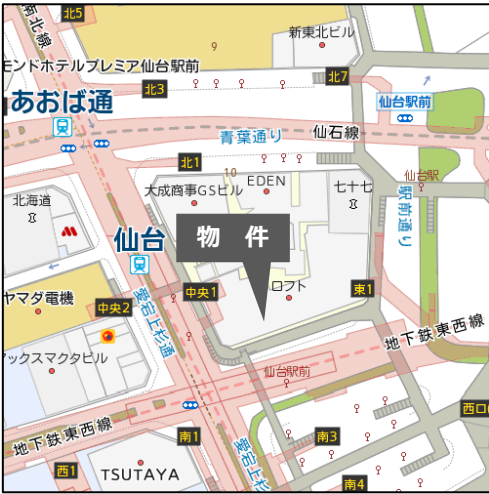 北5
南北線
9
新東北ビル
モンドホテルプレミア仙台駅前
北3
北7
あおば通
仙台駅前
青葉通り
仙石線
北1
10
EDEN
仙台駅
大成商事GSビル
七十七
北海道
駅前通り
仙台
物件
中央1
ロフト
東1
ヤマダ電機
中央2
愛宕上杉通
地下鉄東西線
アックスマクタビル
仙台駅前
西口
地下鉄東西線
南1
南3
愛宕上杉通
西1
TSUTAYA
南4